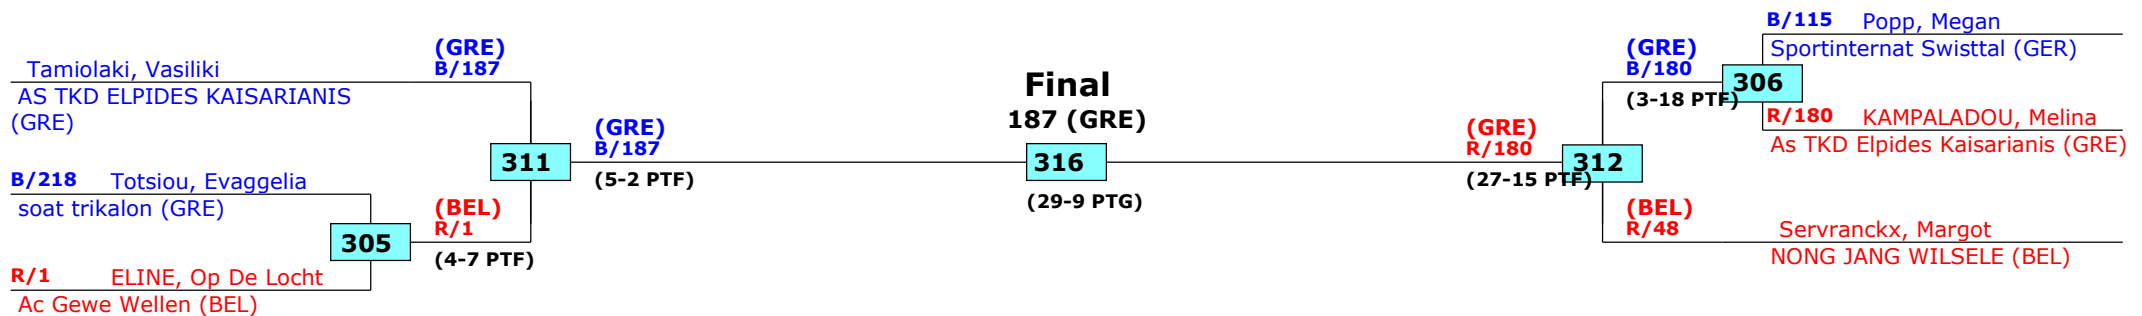 Tamiolaki, Vasiliki
AS TKD ELPIDES KAISARIANIS
(GRE)
(GRE)
B/187
B/218 Totsiou, Evaggelia
soat trikalon (GRE)
305
R/1 ELINE, Op De Locht
Ac Gewe Wellen (BEL)
(BEL)
R/1
(4-7 PTF)
311
(GRE)
B/187
(5-2 PTF)
Final
187 (GRE)
316
(29-9 PTG)
(GRE)
R/180
(27-15 PTF)
312
(GRE)
B/180
(3-18 PTF)
306
B/115 Popp, Megan
Sportinternat Swisttal (GER)
R/180 KAMPALADOU, Melina
As TKD Elpides Kaisarianis (GRE)
(BEL)
R/48
Servranckx, Margot
NONG JANG WILSELE (BEL)